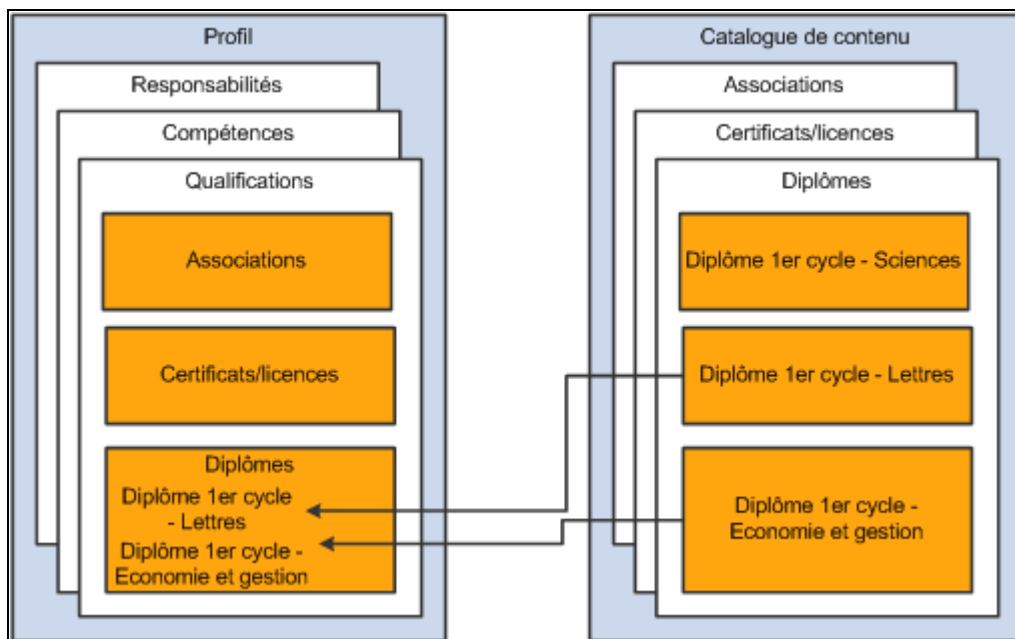 Profil
Responsabilités
Compétences
Qualifications
Associations
Certificats/licences
Diplômes
Diplôme 1er cycle
- Lettres
Diplôme 1er cycle -
Economie et gestion
Catalogue de contenu
Associations
Certificats/licences
Diplômes
Diplôme 1er cycle - Sciences
Diplôme 1er cycle - Lettres
Diplôme 1er cycle -
Economie et gestion